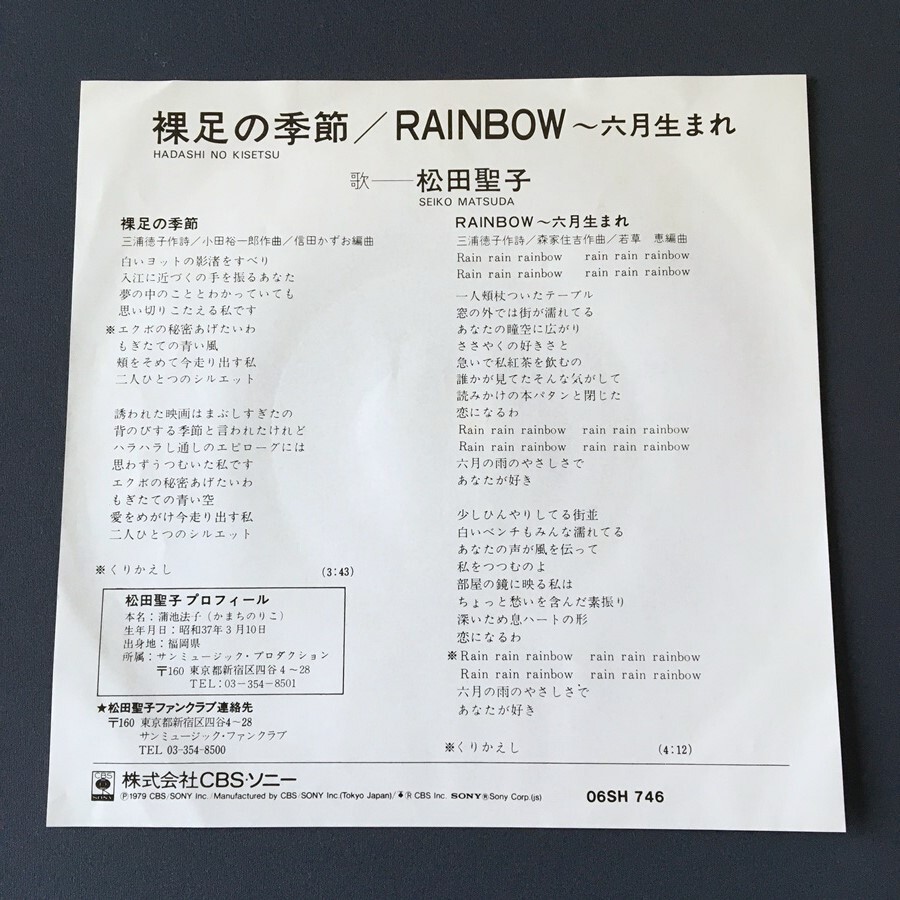 裸足の季節／RAINBOW～六月生まれ
HADASHI NO KISETSU
歌──松田聖子
SEIKO MATSUDA
裸足の季節
三浦徳子作詩／小田裕一郎作曲／信田かずお編曲
白いヨットの影渚をすべり
入江に近づくの手を振るあなた
夢の中のこととわかっていても
思い切りこたえる私です
※エクボの秘密あげたいわ
もぎたての青い風
頬をそめて今走り出す私
二人ひとつのシルエット
誘われた映画はまぶしすぎたの
背のびする季節と言われたけれど
ハラハラし通しのエピローグには
思わずうつむいた私です
エクボの秘密あげたいわ
もぎたての青い空
愛をめがけ今走り出す私
二人ひとつのシルエット
※くりかえし (3:43)
松田聖子プロフィール
本名：蒲池法子（かまちのりこ）
生年月日：昭和37年3月10日
出身地：福岡県
所属：サンミュージック・プロダクション
〒160 東京都新宿区四谷4～28
TEL：03-354-8501
★松田聖子ファンクラブ連絡先
〒160 東京都新宿区四谷4～28
サンミュージック・ファンクラブ
TEL 03-354-8500
RAINBOW～六月生まれ
三浦徳子作詩／森家住吉作曲／若草 恵編曲
Rain rain rainbow rain rain rainbow
Rain rain rainbow rain rain rainbow
一人頬杖ついたテーブル
窓の外では街が濡れてる
あなたの瞳空に広がり
ささやくの好きさと
急いで私紅茶を飲むの
誰かが見てたそんな気がして
読みかけの本パタンと閉じた
恋になるわ
Rain rain rainbow rain rain rainbow
Rain rain rainbow rain rain rainbow
六月の雨のやさしさで
あなたが好き
少しひんやりしてる街並
白いベンチもみんな濡れてる
あなたの声が風を伝って
私をつつむのよ
部屋の鏡に映る私は
ちょっと愁いを含んだ素振り
深いため息ハートの形
恋になるわ
※Rain rain rainbow rain rain rainbow
Rain rain rainbow rain rain rainbow
六月の雨のやさしさで
あなたが好き
※くりかえし (4:12)
CBS SONY 株式会社CBS・ソニー
Ⓟ1979 CBS/SONY Inc./Manufactured by CBS/SONY Inc.(Tokyo Japan)/®CBS Inc. SONY®Sony Corp.(js)
06SH 746